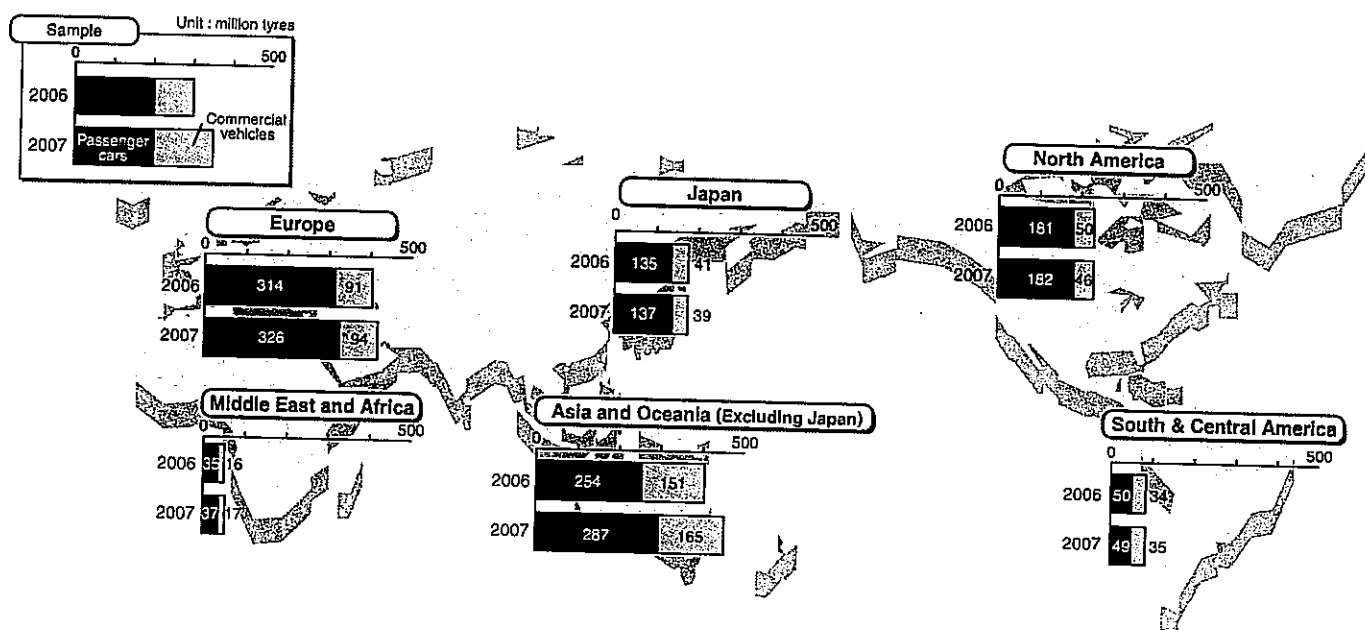 Sample
Unit : million tyres
0 500
2006
2007 Passenger cars
Commercial vehicles
Europe
0 500
2006 314 91
2007 326 94
Japan
0 500
2006 135 41
2007 137 39
North America
0 500
2006 181 50
2007 182 46
Middle East and Africa
0 500
2006 35 16
2007 37 17
Asia and Oceania (Excluding Japan)
0 500
2006 254 151
2007 287 165
South & Central America
0 500
2006 50 34
2007 49 35